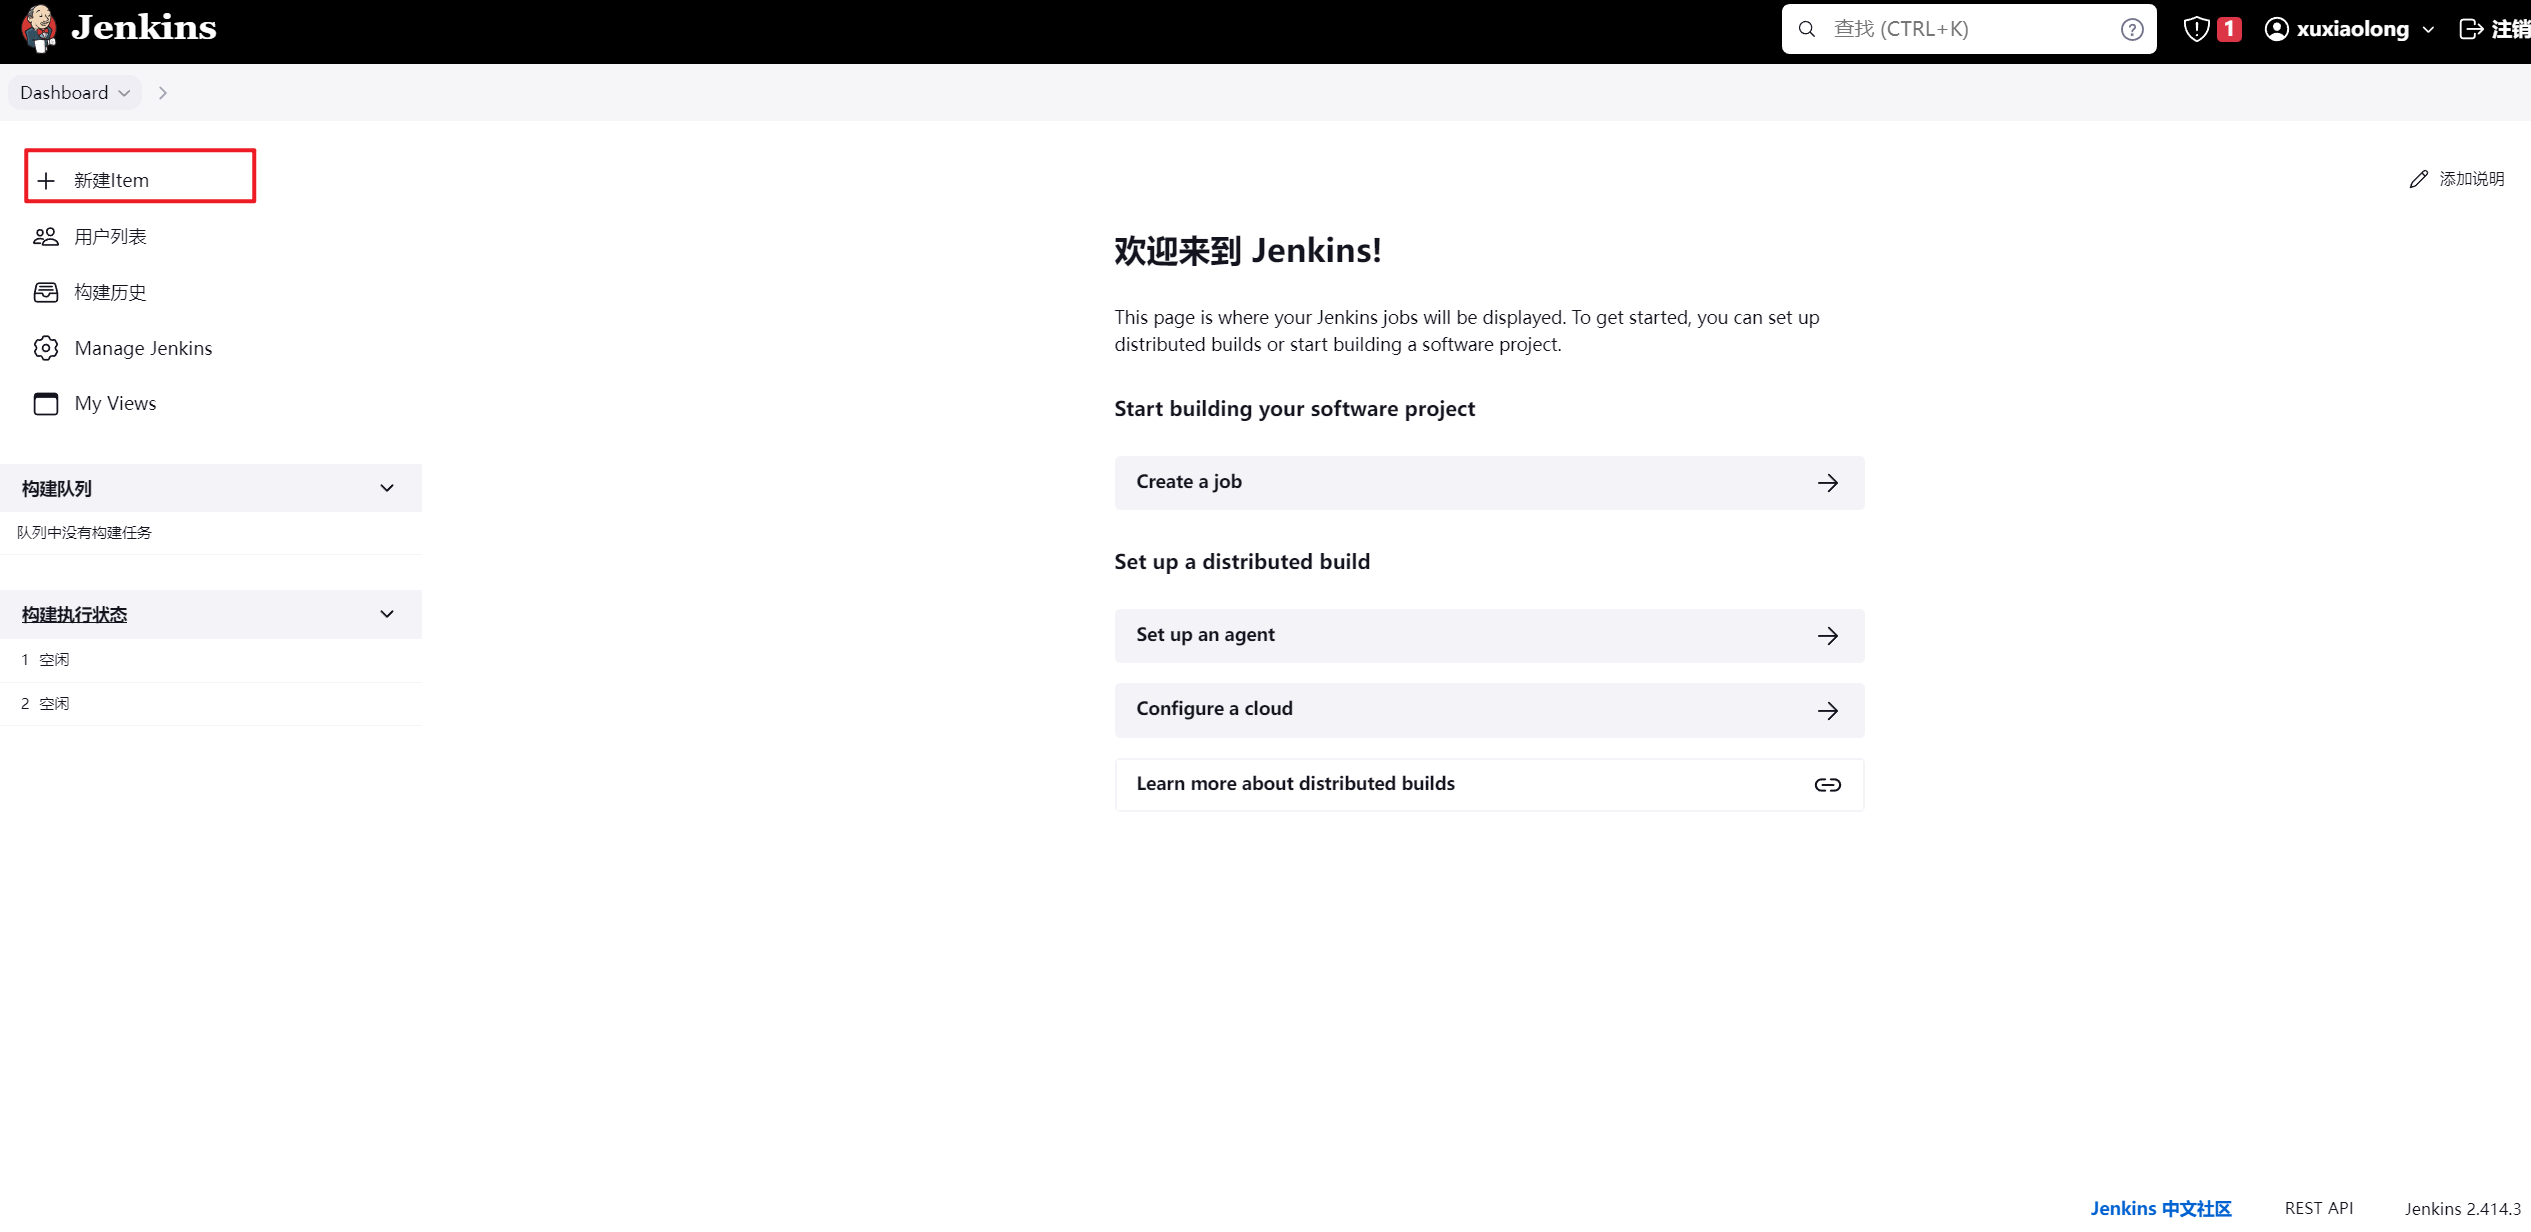 Jenkins
查找 (CTRL+K)
1
xuxiaolong
注销
Dashboard
新建Item
添加说明
用户列表
构建历史
Manage Jenkins
My Views
构建队列
队列中没有构建任务
构建执行状态
1 空闲
2 空闲
欢迎来到 Jenkins!
This page is where your Jenkins jobs will be displayed. To get started, you can set up
distributed builds or start building a software project.
Start building your software project
Create a job
Set up a distributed build
Set up an agent
Configure a cloud
Learn more about distributed builds
Jenkins 中文社区
REST API
Jenkins 2.414.3